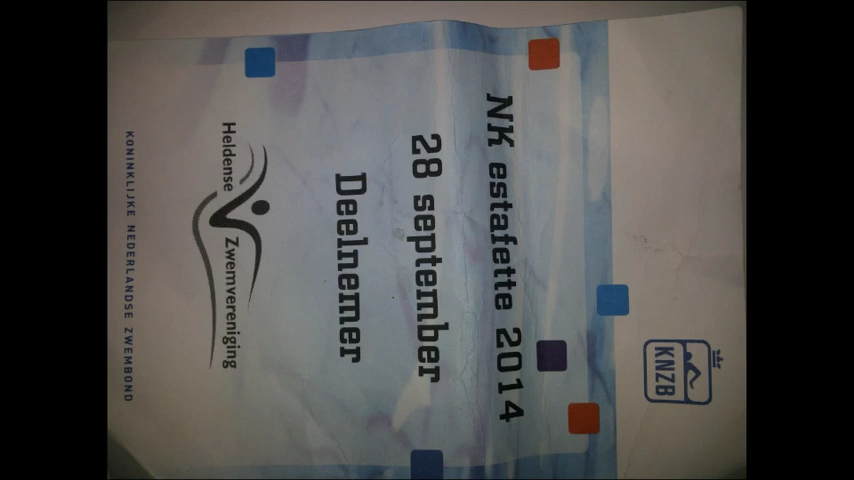 KNZB
NK estafette 2014
28 september
Deelnemer
Heldense Zwemvereniging
KONINKLIJKE NEDERLANDSE ZWEMBOND